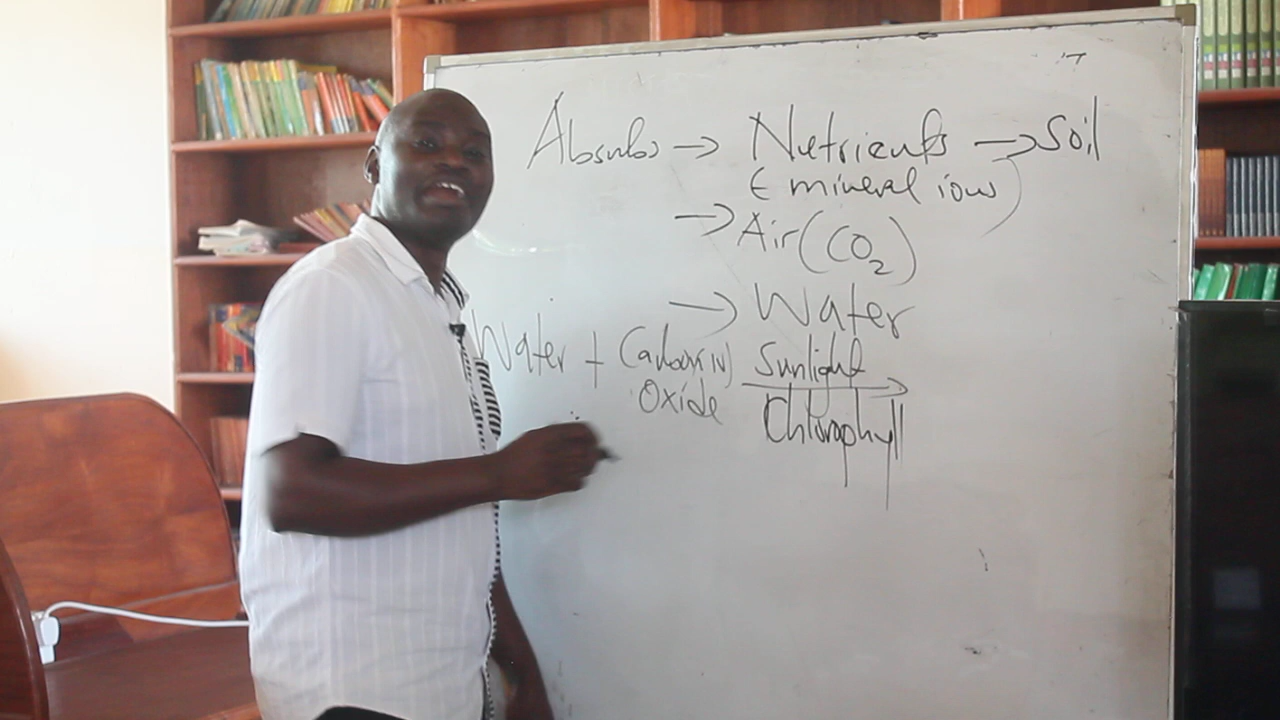 Absorbs → Nutrients → Soil
(mineral ions)
→ Air (CO2)
→ Water
Water + Carbon(IV) Sunlight
Oxide Chlorophyll